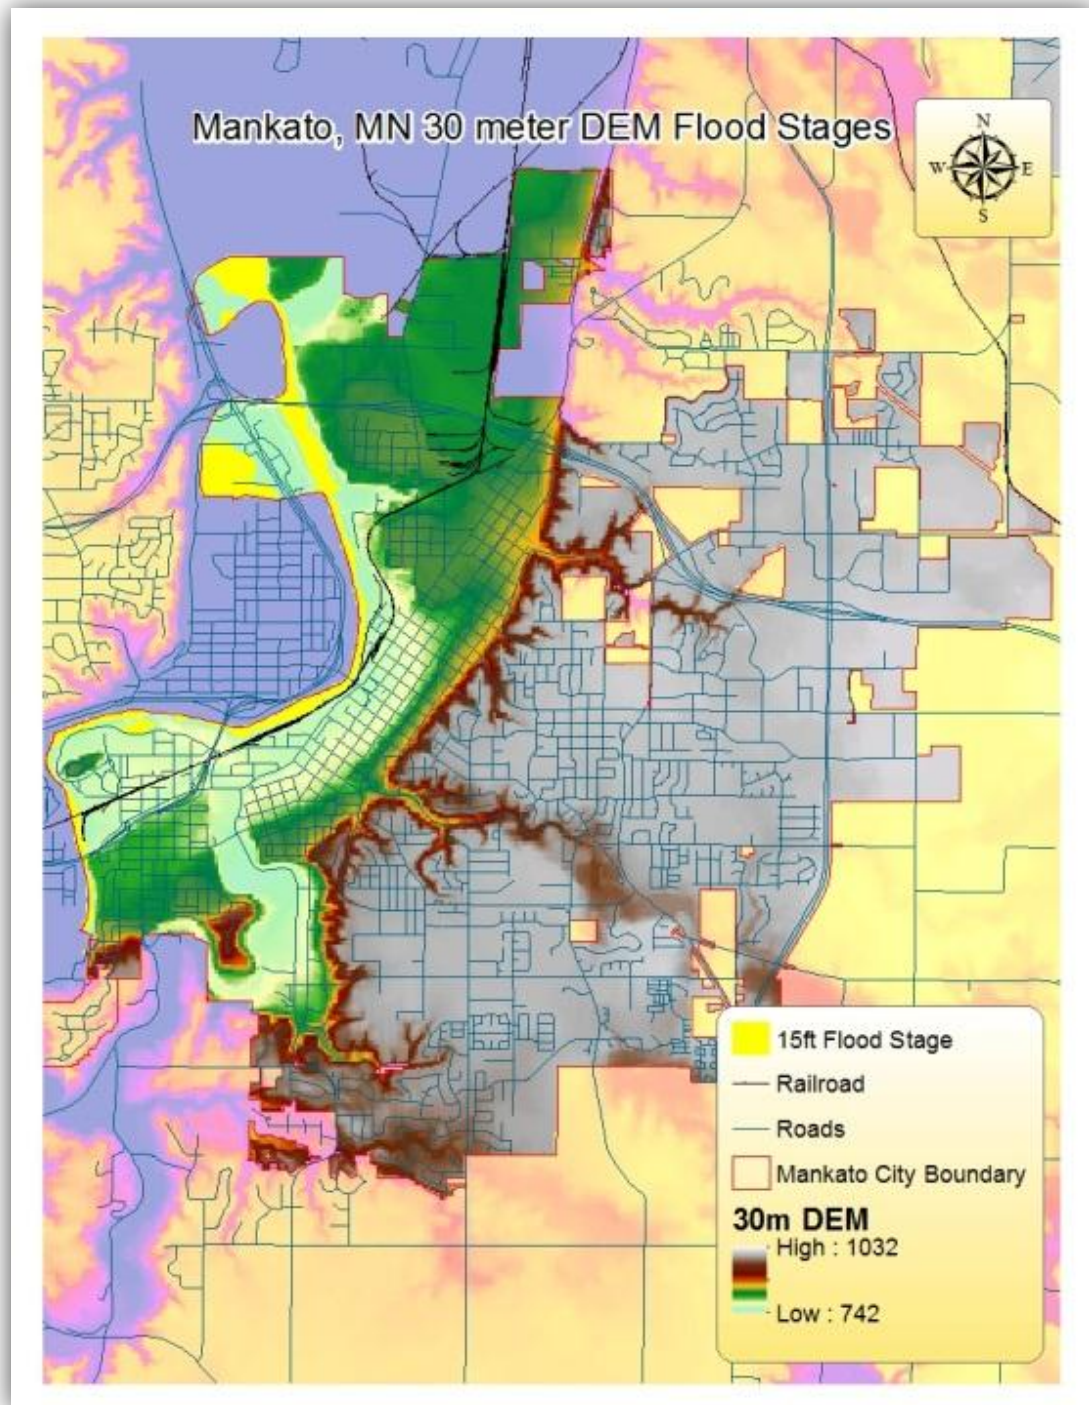 Mankato, MN 30 meter DEM Flood Stages
N
W E
S
15ft Flood Stage
Railroad
Roads
Mankato City Boundary
30m DEM
High : 1032
Low : 742